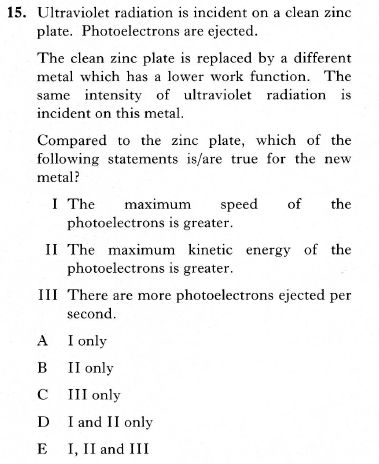 15. Ultraviolet radiation is incident on a clean zinc
plate. Photoelectrons are ejected.
The clean zinc plate is replaced by a different
metal which has a lower work function. The
same intensity of ultraviolet radiation is
incident on this metal.
Compared to the zinc plate, which of the
following statements is/are true for the new
metal?
I The maximum speed of the
photoelectrons is greater.
II The maximum kinetic energy of the
photoelectrons is greater.
III There are more photoelectrons ejected per
second.
A I only
B II only
C III only
D I and II only
E I, II and III